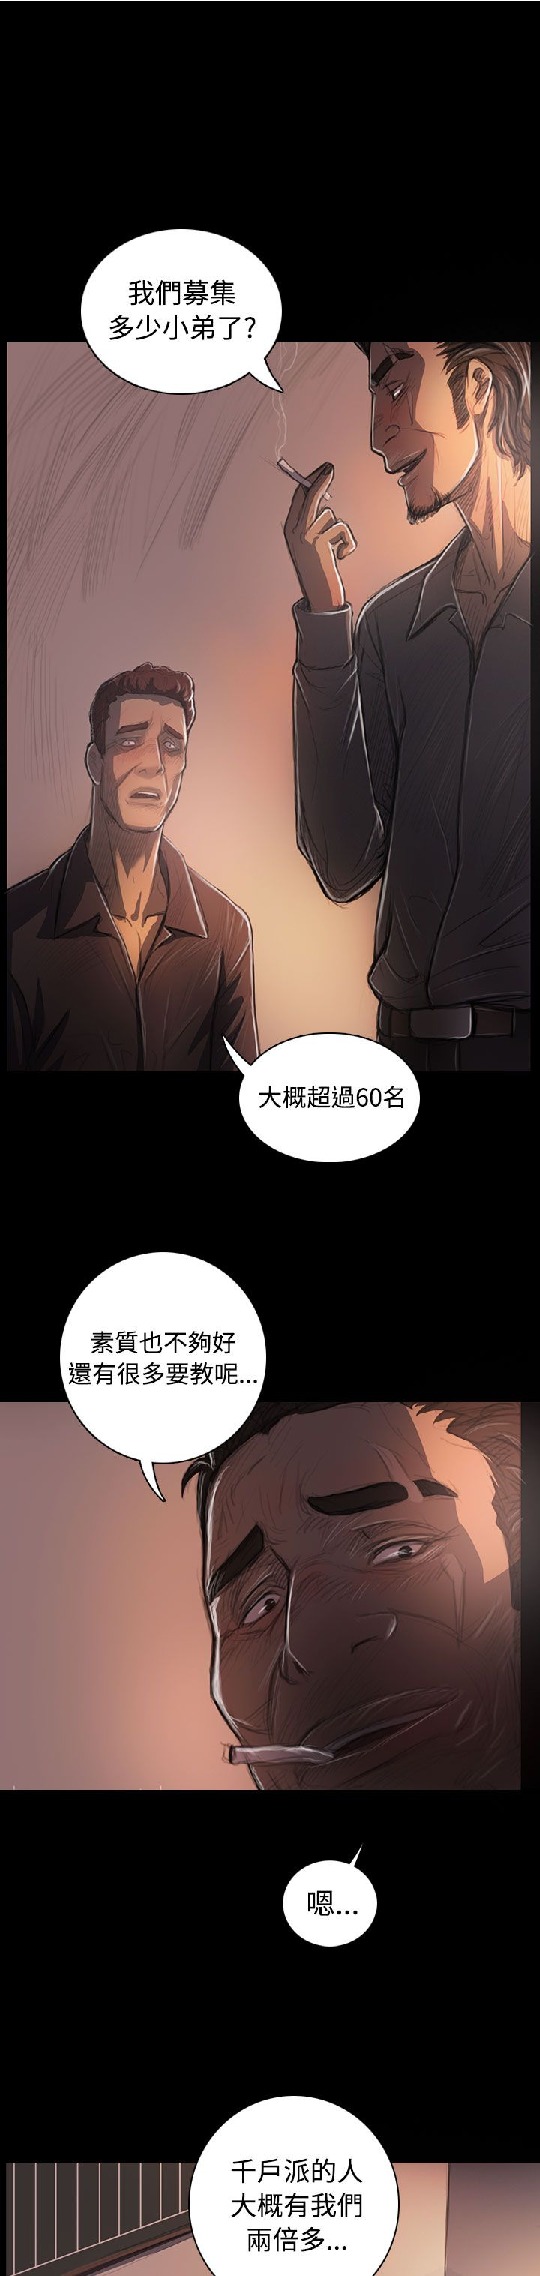 我們募集
多少小弟了?
大概超過60名
素質也不夠好
還有很多要教呢...
嗯...
千戶派的人
大概有我們
兩倍多...